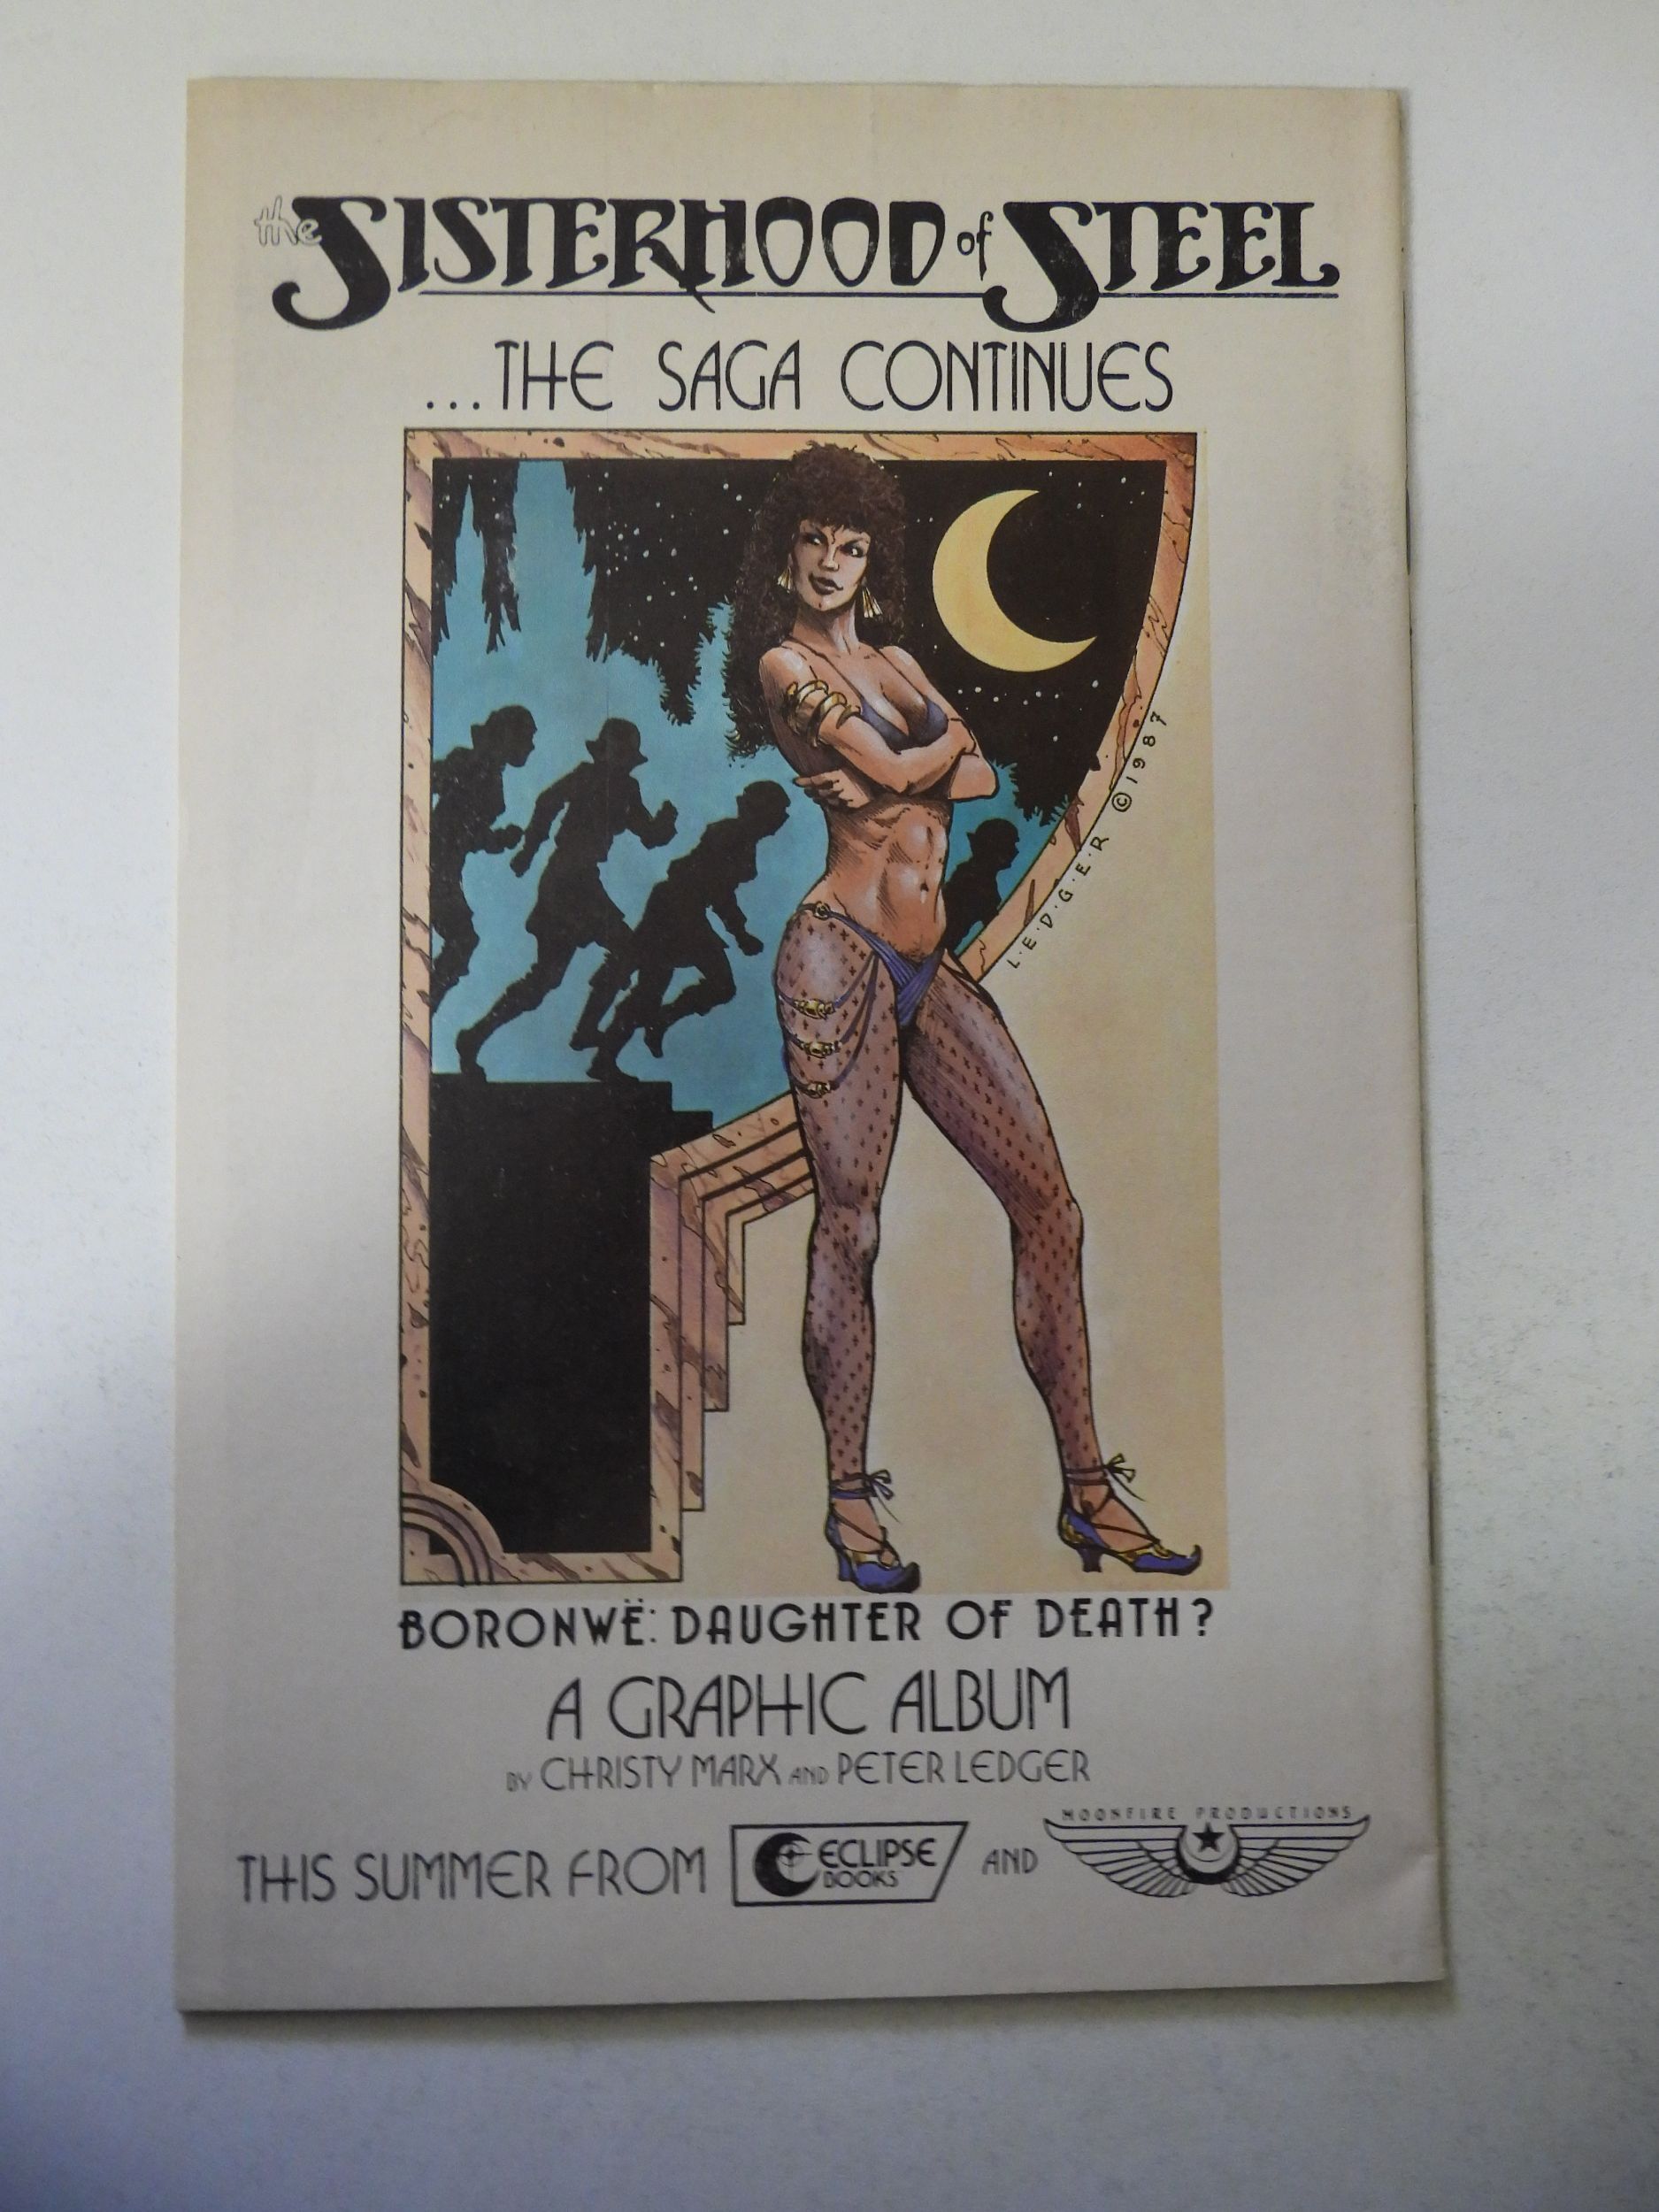 the SISTERHOOD of STEEL
...THE SAGA CONTINUES
L·E·D·G·E·R © 1987
BORONWË: DAUGHTER OF DEATH?
A GRAPHIC ALBUM
BY CHRISTY MARX AND PETER LEDGER
MOONFIRE PRODUCTIONS
THIS SUMMER FROM ECLIPSE BOOKS AND